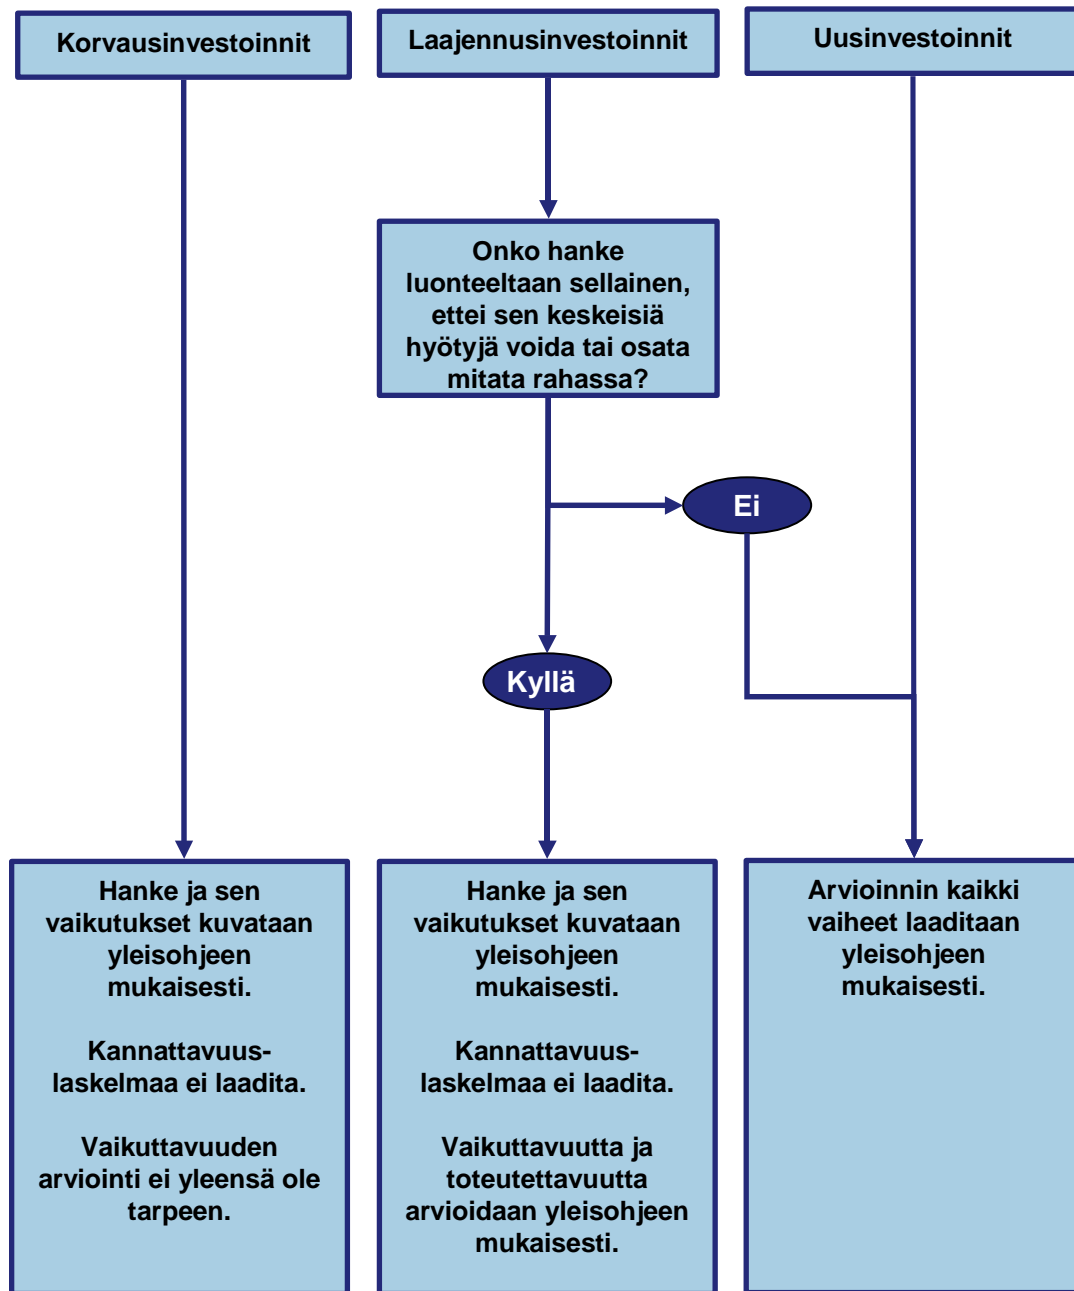 Korvausinvestoinnit
Laajennusinvestoinnit
Uusinvestoinnit
Onko hanke
luonteeltaan sellainen,
ettei sen keskeisiä
hyötyjä voida tai osata
mitata rahassa?
Ei
Kyllä
Hanke ja sen
vaikutukset kuvataan
yleisohjeen
mukaisesti.
Kannattavuus-
laskelmaa ei laadita.
Vaikuttavuuden
arviointi ei yleensä ole
tarpeen.
Hanke ja sen
vaikutukset kuvataan
yleisohjeen
mukaisesti.
Kannattavuus-
laskelmaa ei laadita.
Vaikuttavuutta ja
toteutettavuutta
arvioidaan yleisohjeen
mukaisesti.
Arvioinnin kaikki
vaiheet laaditaan
yleisohjeen
mukaisesti.